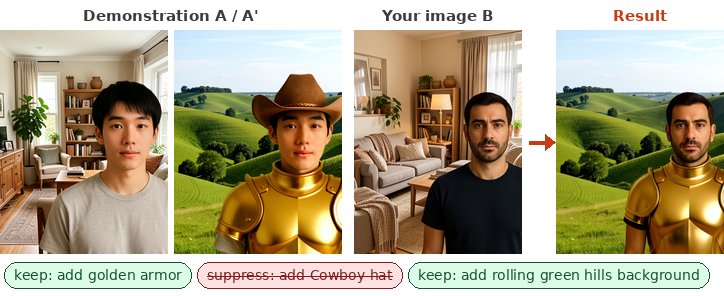 Demonstration A / A'
Your image B
Result
keep: add golden armor
suppress: add Cowboy hat
keep: add rolling green hills background